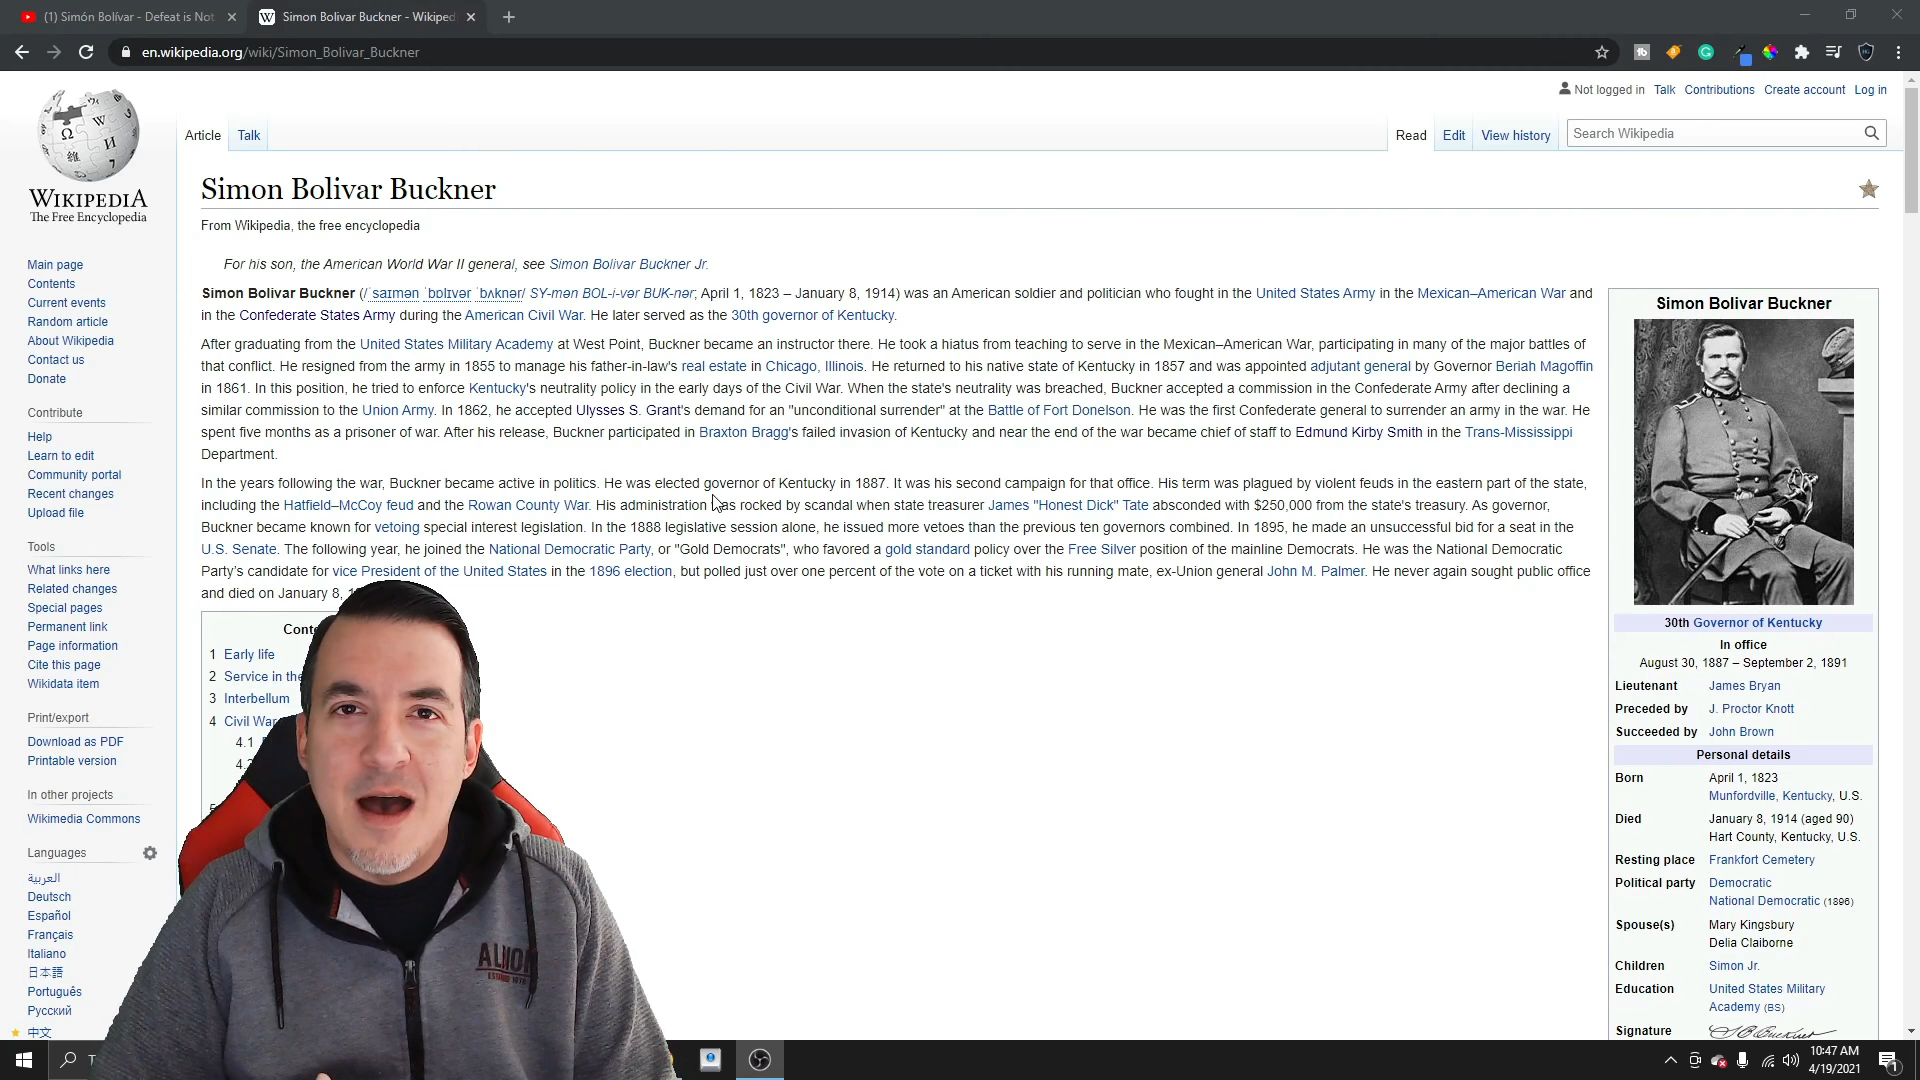 (1) Simón Bolívar - Defeat is Not
Simon Bolivar Buckner - Wikiped
en.wikipedia.org/wiki/Simon_Bolivar_Buckner
Not logged in Talk Contributions Create account Log in
Article Talk
Read Edit View history Search Wikipedia
WIKIPEDIA
The Free Encyclopedia
Main page
Contents
Current events
Random article
About Wikipedia
Contact us
Donate
Contribute
Help
Learn to edit
Community portal
Recent changes
Upload file
Tools
What links here
Related changes
Special pages
Permanent link
Page information
Cite this page
Wikidata item
Print/export
Download as PDF
Printable version
In other projects
Wikimedia Commons
Languages
العربية
Deutsch
Español
Français
Italiano
日本語
Português
Русский
中文
Simon Bolivar Buckner
From Wikipedia, the free encyclopedia
For his son, the American World War II general, see Simon Bolivar Buckner Jr.
Simon Bolivar Buckner (/ˈsaɪmən ˈbɒlɪvər ˈbʌknər/ SY-mən BOL-i-vər BUK-nər; April 1, 1823 – January 8, 1914) was an American soldier and politician who fought in the United States Army in the Mexican–American War and
in the Confederate States Army during the American Civil War. He later served as the 30th governor of Kentucky.
After graduating from the United States Military Academy at West Point, Buckner became an instructor there. He took a hiatus from teaching to serve in the Mexican–American War, participating in many of the major battles of
that conflict. He resigned from the army in 1855 to manage his father-in-law's real estate in Chicago, Illinois. He returned to his native state of Kentucky in 1857 and was appointed adjutant general by Governor Beriah Magoffin
in 1861. In this position, he tried to enforce Kentucky's neutrality policy in the early days of the Civil War. When the state's neutrality was breached, Buckner accepted a commission in the Confederate Army after declining a
similar commission to the Union Army. In 1862, he accepted Ulysses S. Grant's demand for an "unconditional surrender" at the Battle of Fort Donelson. He was the first Confederate general to surrender an army in the war. He
spent five months as a prisoner of war. After his release, Buckner participated in Braxton Bragg's failed invasion of Kentucky and near the end of the war became chief of staff to Edmund Kirby Smith in the Trans-Mississippi
Department.
In the years following the war, Buckner became active in politics. He was elected governor of Kentucky in 1887. It was his second campaign for that office. His term was plagued by violent feuds in the eastern part of the state,
including the Hatfield–McCoy feud and the Rowan County War. His administration was rocked by scandal when state treasurer James "Honest Dick" Tate absconded with $250,000 from the state's treasury. As governor,
Buckner became known for vetoing special interest legislation. In the 1888 legislative session alone, he issued more vetoes than the previous ten governors combined. In 1895, he made an unsuccessful bid for a seat in the
U.S. Senate. The following year, he joined the National Democratic Party, or "Gold Democrats", who favored a gold standard policy over the Free Silver position of the mainline Democrats. He was the National Democratic
Party's candidate for vice President of the United States in the 1896 election, but polled just over one percent of the vote on a ticket with his running mate, ex-Union general John M. Palmer. He never again sought public office
and died on January 8, 1
Conte
1 Early life
2 Service in the
3 Interbellum
4 Civil War
4.1
4.2
5
Simon Bolivar Buckner
30th Governor of Kentucky
In office
August 30, 1887 – September 2, 1891
Lieutenant James Bryan
Preceded by J. Proctor Knott
Succeeded by John Brown
Personal details
Born April 1, 1823
Munfordville, Kentucky, U.S.
Died January 8, 1914 (aged 90)
Hart County, Kentucky, U.S.
Resting place Frankfort Cemetery
Political party Democratic
National Democratic (1896)
Spouse(s) Mary Kingsbury
Delia Claiborne
Children Simon Jr.
Education United States Military
Academy (BS)
Signature
T
10:47 AM
4/19/2021